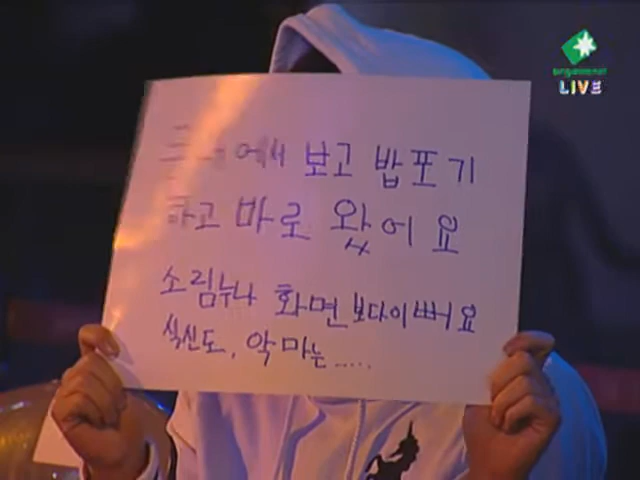 에서 보고 밥포기
하고 바로 왔어요
소림누나 화면보다이뻐요
식신도, 악마는.....
LIVE